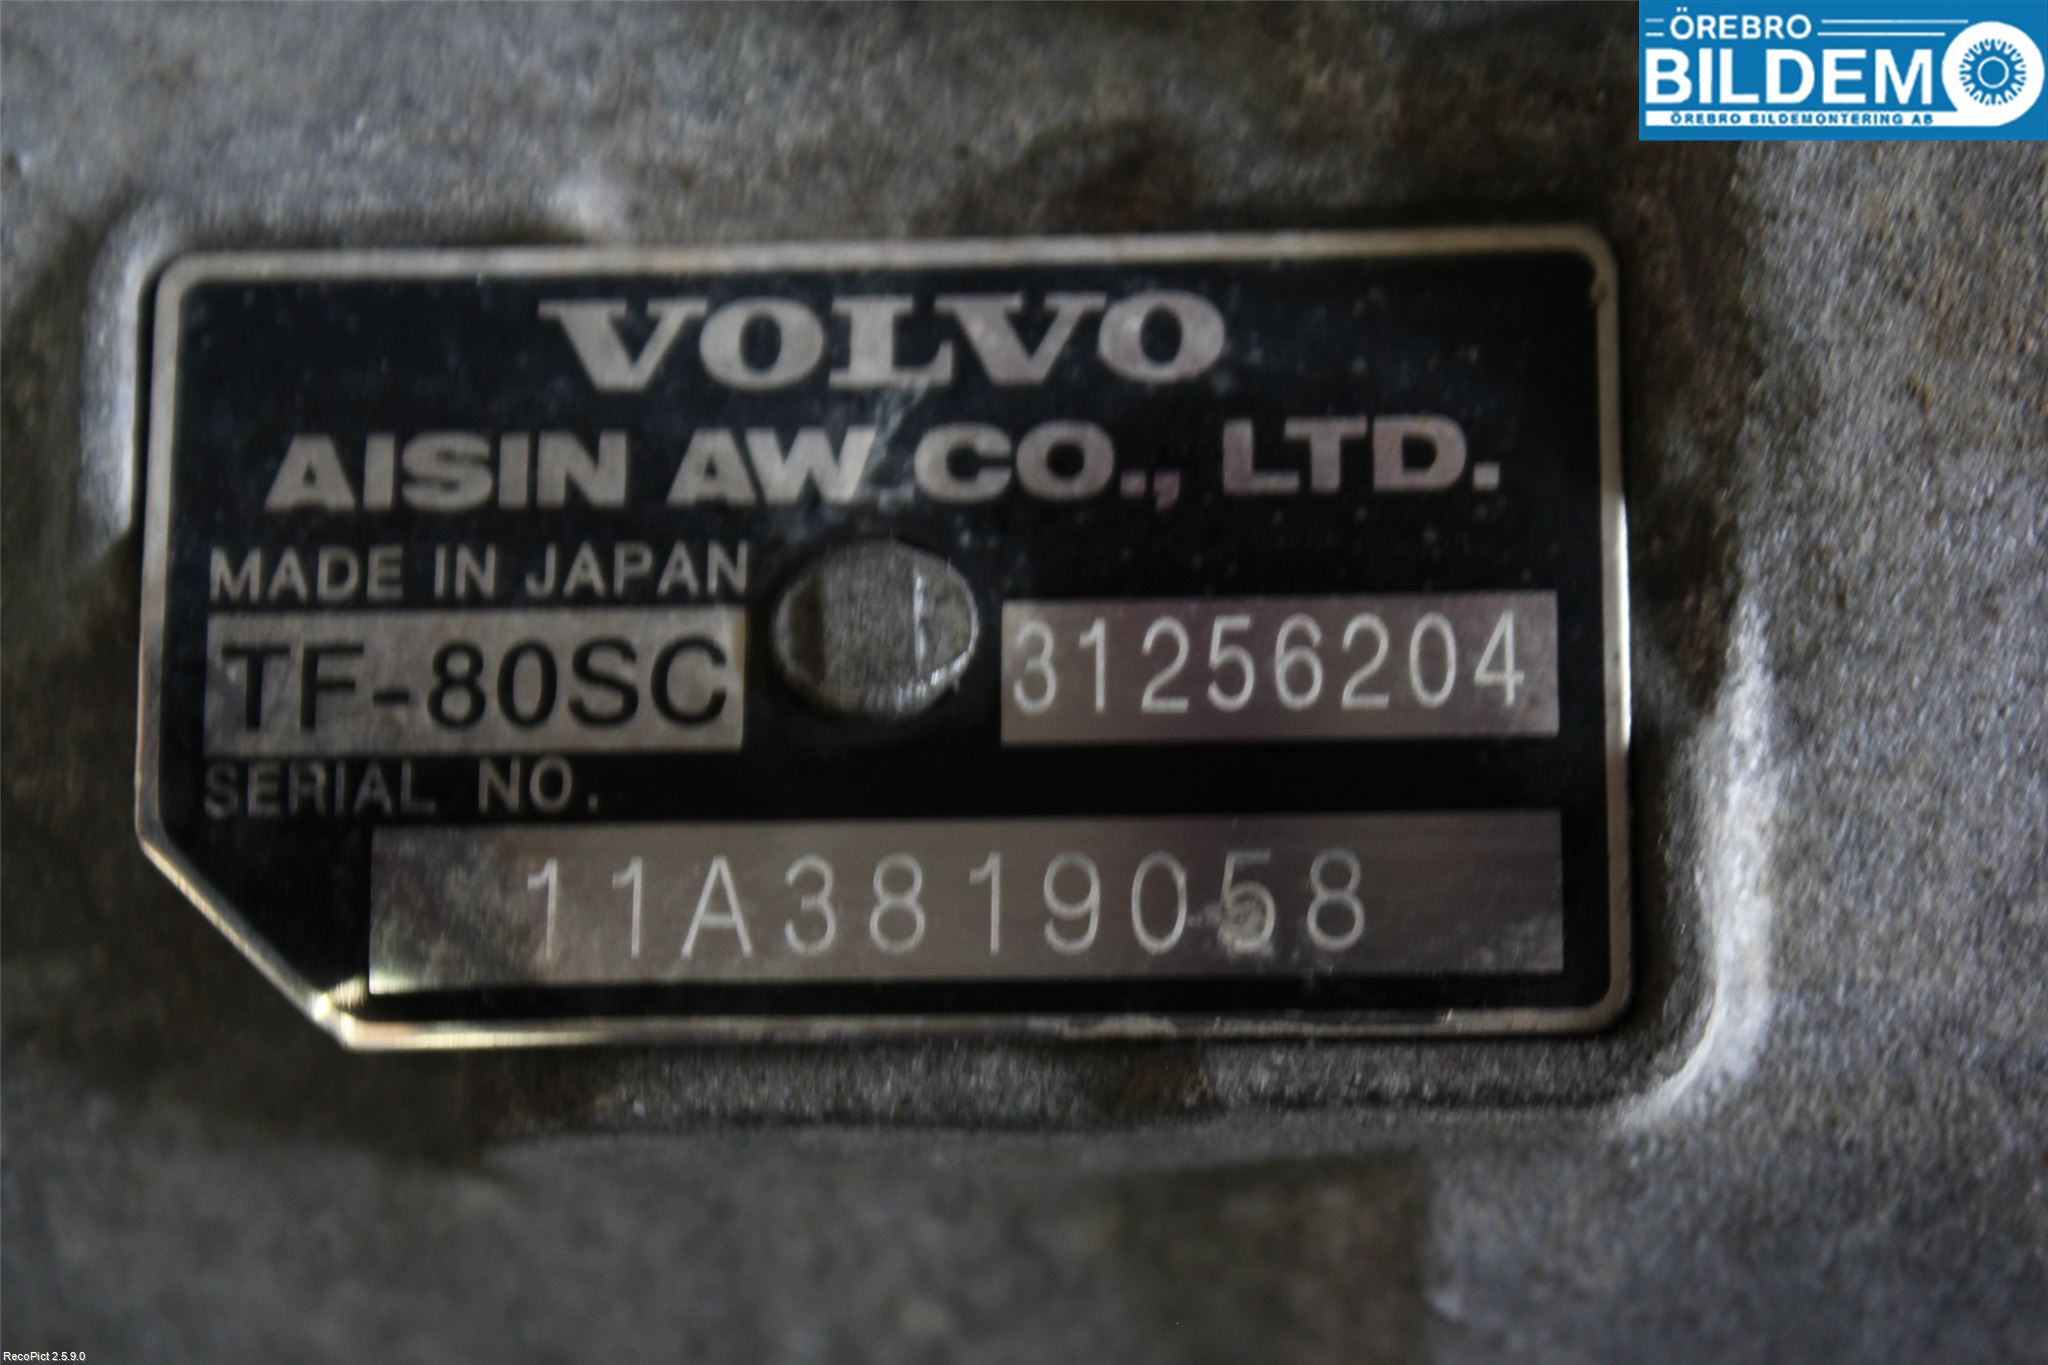 ÖREBRO
BILDEMO
ÖREBRO BILDEMONTERING AB
VOLVO
AISIN AW CO., LTD.
MADE IN JAPAN
TF-80SC
31256204
SERIAL NO.
11A3819058
RecoPict 2.5.9.0